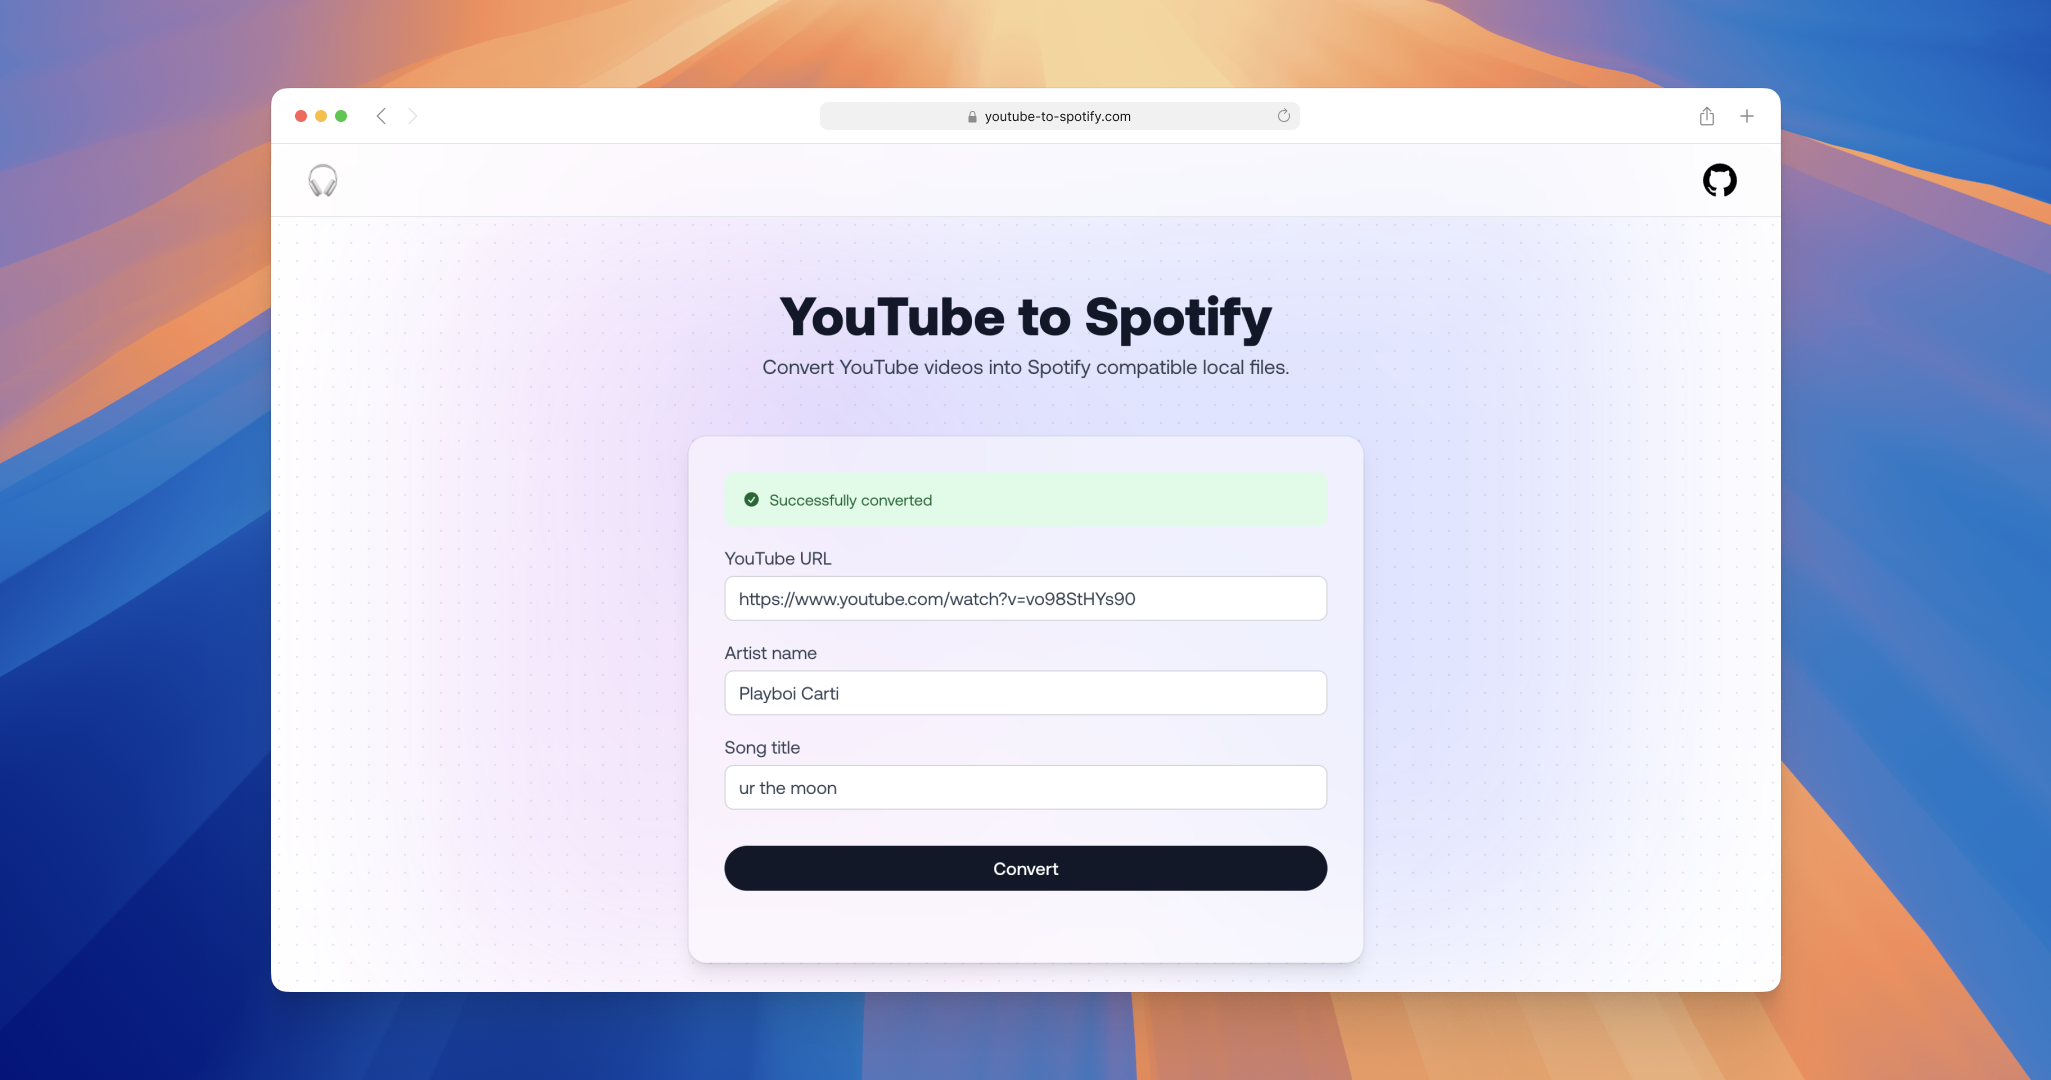 youtube-to-spotify.com
YouTube to Spotify
Convert YouTube videos into Spotify compatible local files.
Successfully converted
YouTube URL
https://www.youtube.com/watch?v=vo98StHYs90
Artist name
Playboi Carti
Song title
ur the moon
Convert